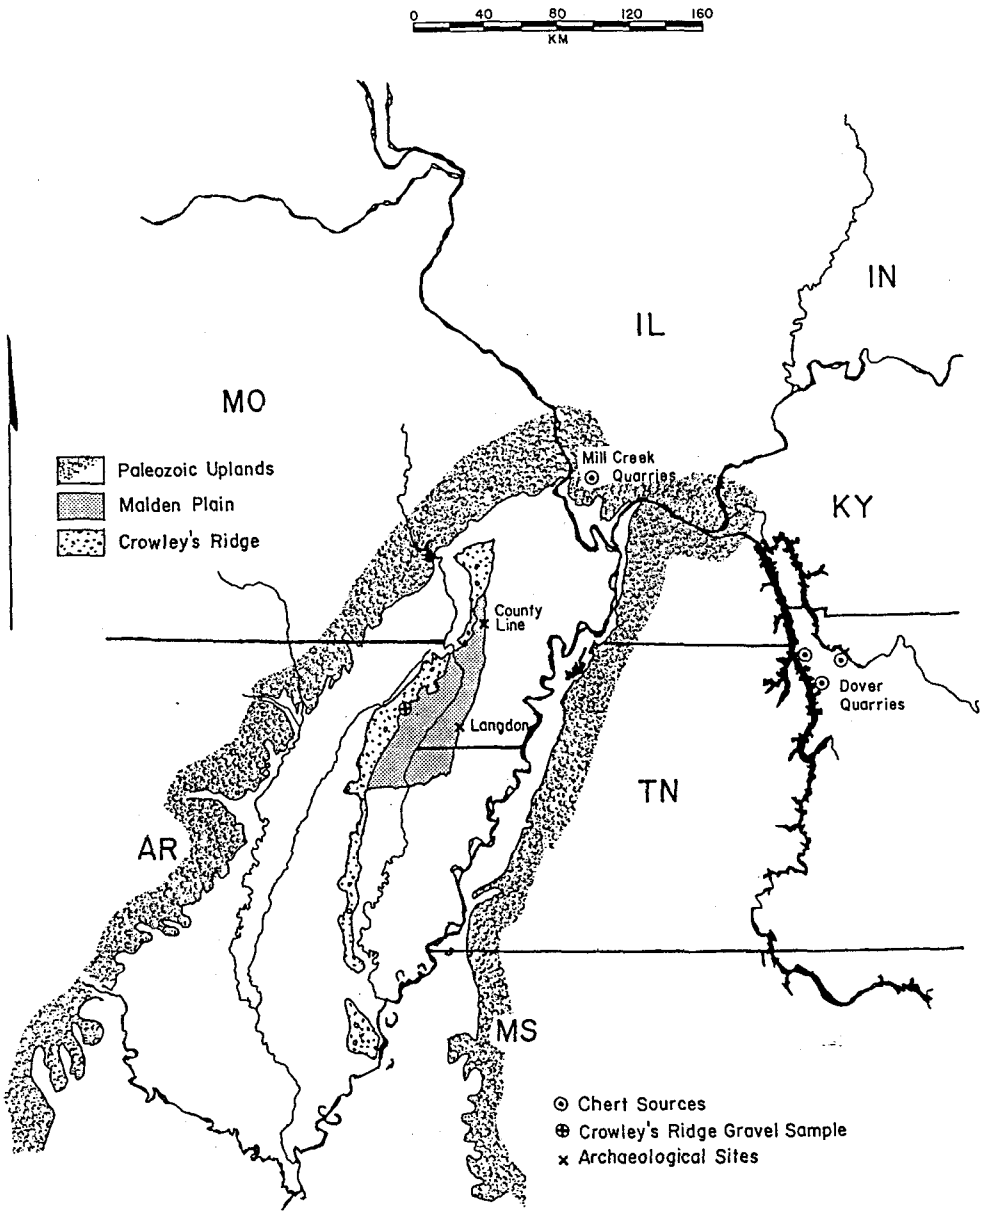 0 40 80 120 160
KM
IN
IL
MO
Mill Creek
Quarries
Paleozoic Uplands
Malden Plain
Crowley's Ridge
KY
County
Line
Dover
Quarries
Langdon
TN
AR
MS
Chert Sources
Crowley's Ridge Gravel Sample
Archaeological Sites